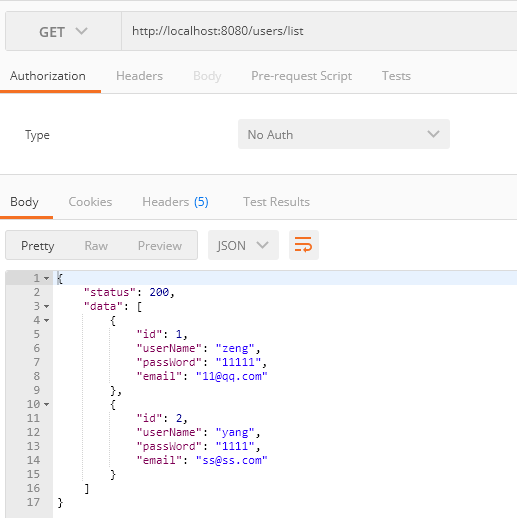 GET http://localhost:8080/users/list
Authorization Headers Body Pre-request Script Tests
Type No Auth
Body Cookies Headers (5) Test Results
Pretty Raw Preview JSON
1 {
2 "status": 200,
3 "data": [
4 {
5 "id": 1,
6 "userName": "zeng",
7 "passWord": "11111",
8 "email": "11@qq.com"
9 },
10 {
11 "id": 2,
12 "userName": "yang",
13 "passWord": "1111",
14 "email": "ss@ss.com"
15 }
16 ]
17 }